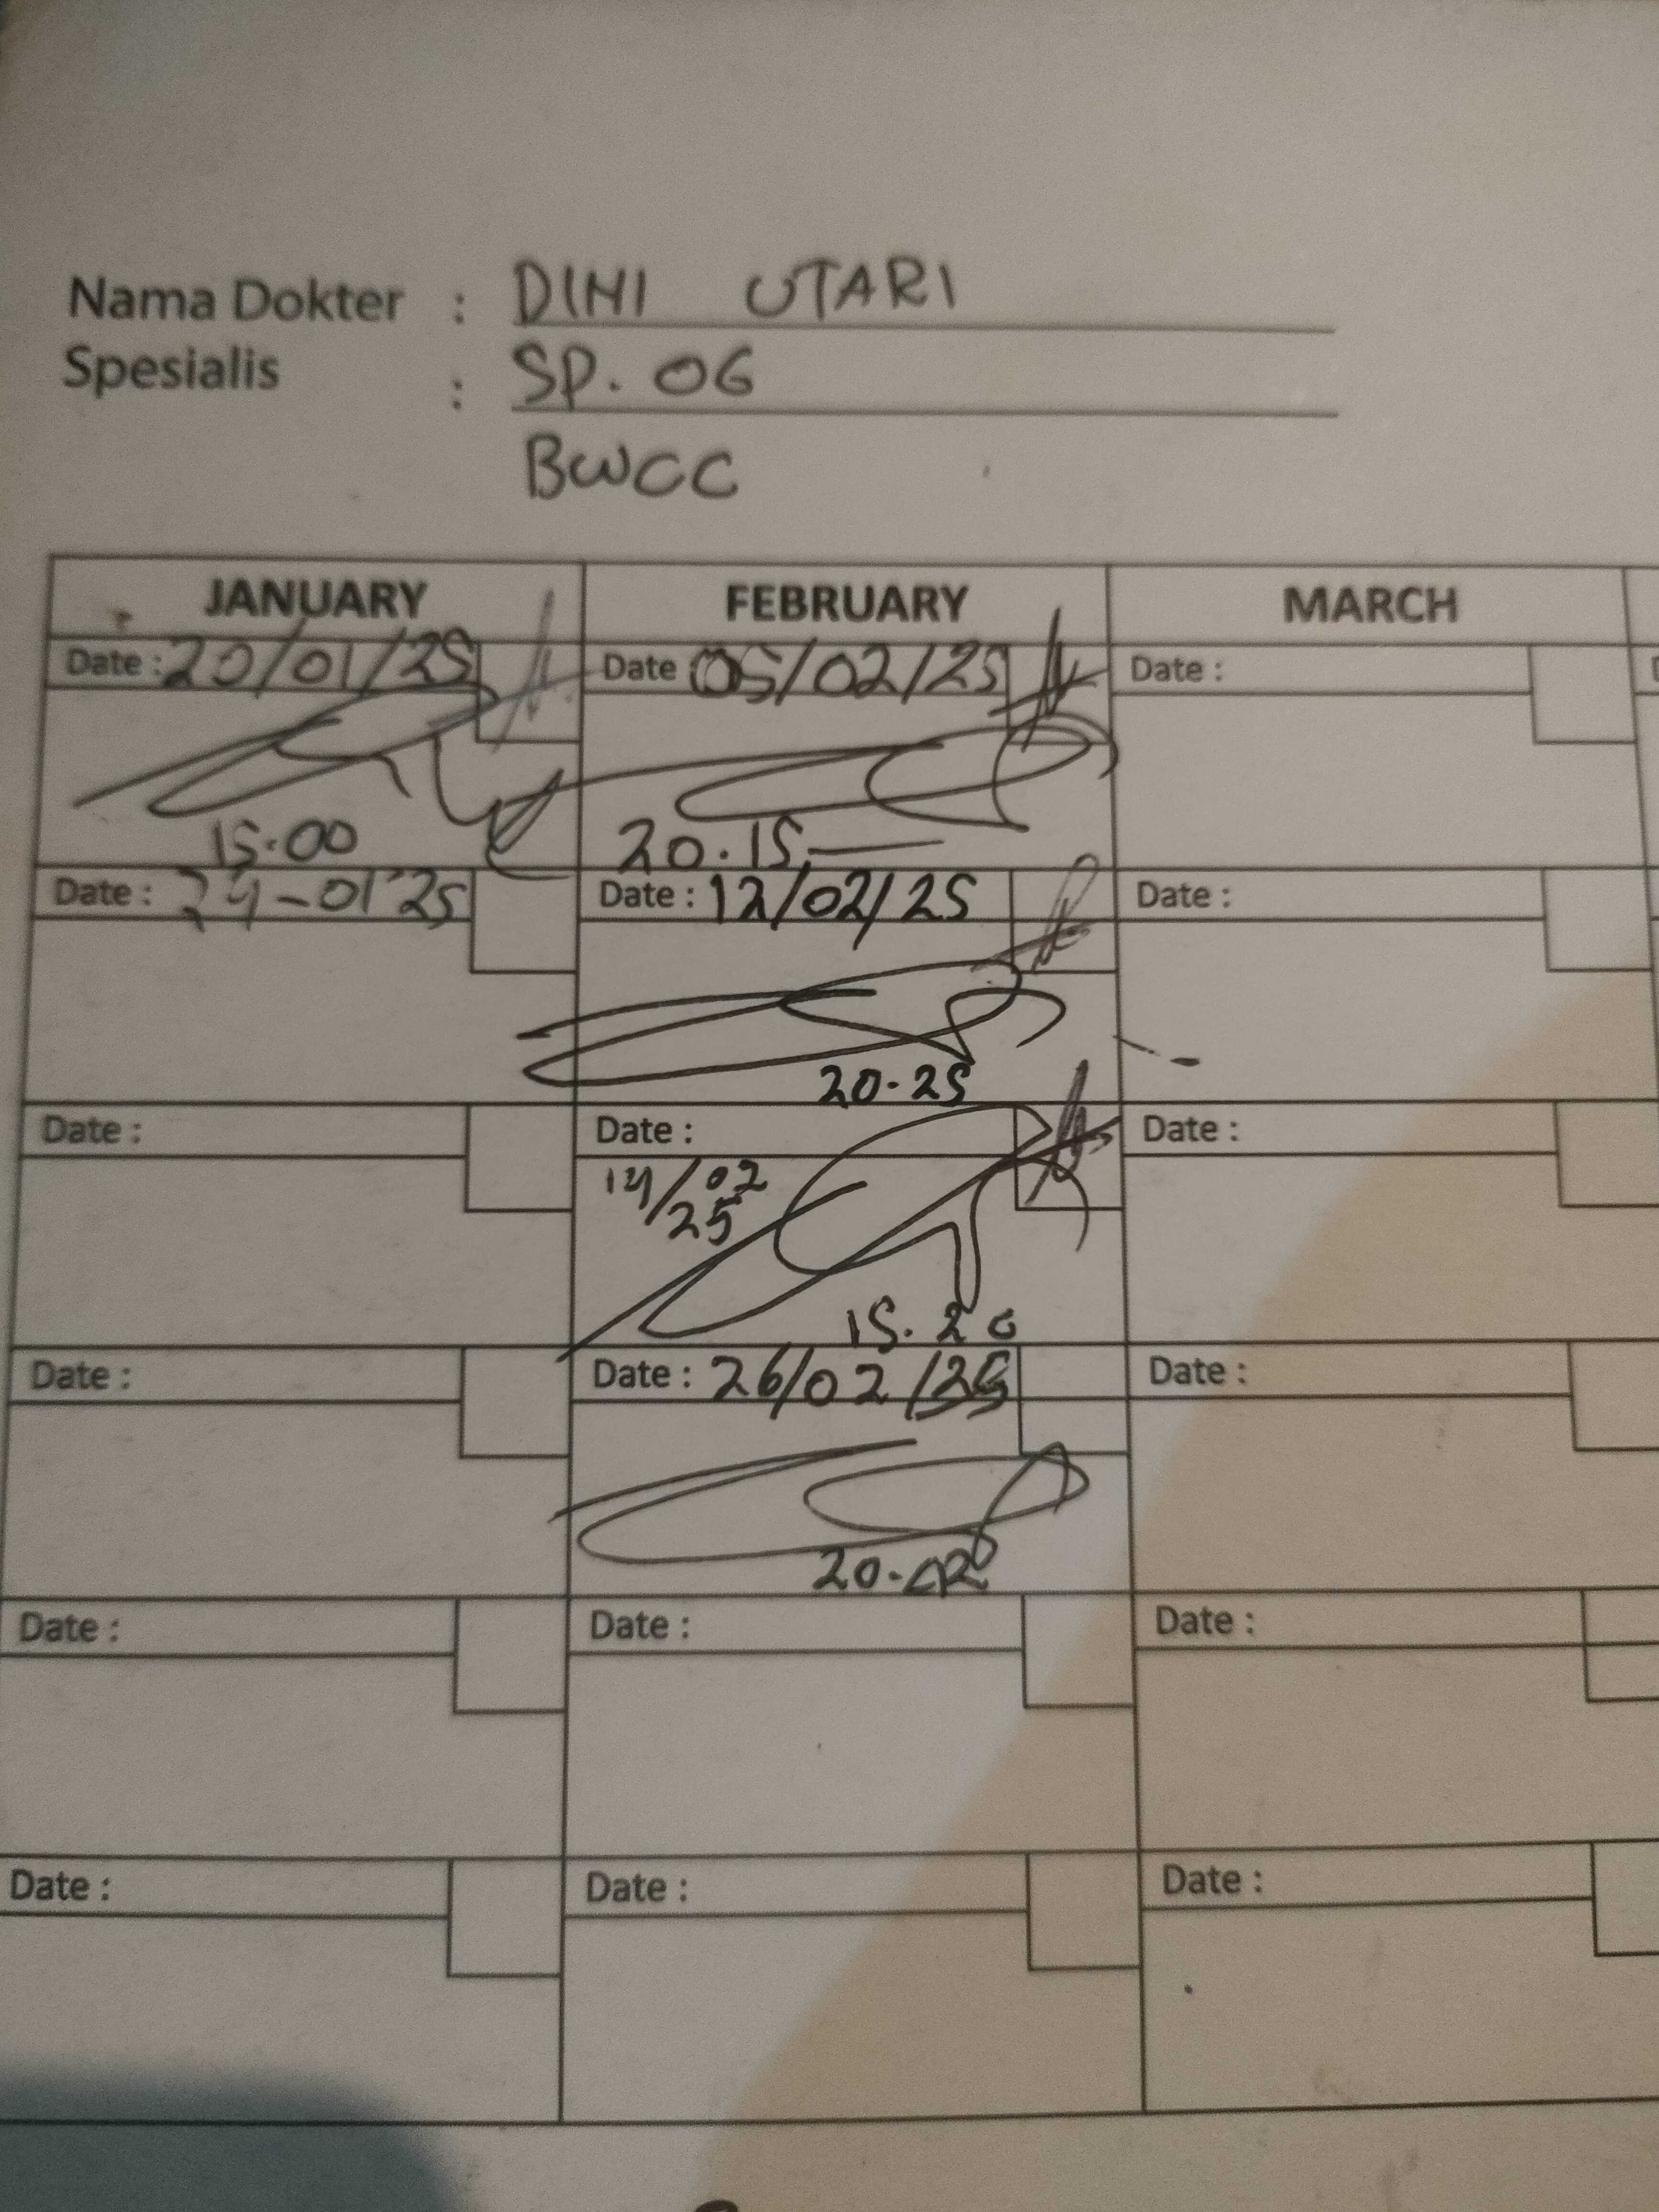 Nama Dokter : DINI UTARI
Spesialis : SP. OG
BWCC
JANUARY FEBRUARY MARCH
Date : 20/01/25 Date : 05/02/25 Date :
15.00 20.15
Date : 24-01'25 Date : 12/02/25 Date :
20.25
Date : Date : Date :
14/02
25
15.20
Date : Date : 26/02/25 Date :
Date : Date : Date :
Date : Date : Date :